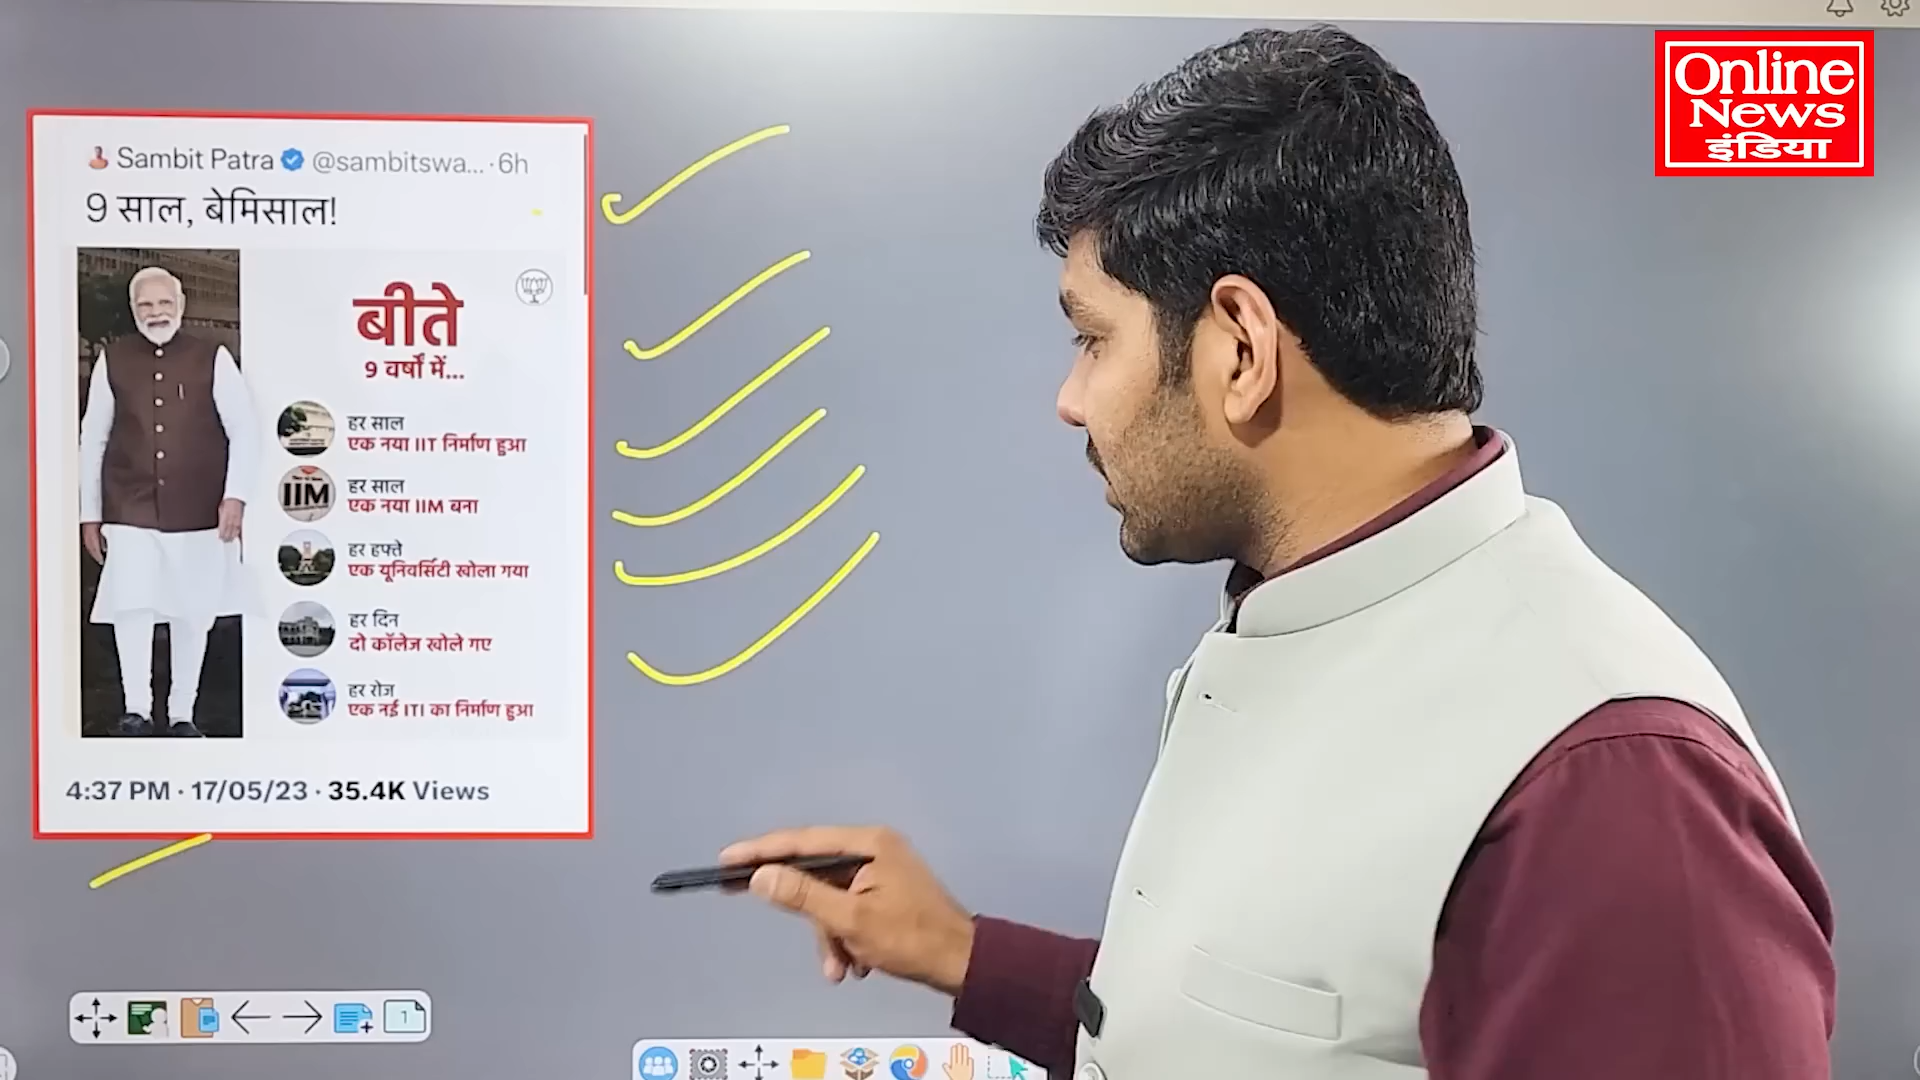 Sambit Patra @sambitswa... · 6h
9 साल, बेमिसाल!
बीते
9 वर्षों में...
हर साल
एक नया IIT निर्माण हुआ
IIM
हर साल
एक नया IIM बना
हर हफ्ते
एक यूनिवर्सिटी खोला गया
हर दिन
दो कॉलेज खोले गए
हर रोज
एक नई ITI का निर्माण हुआ
4:37 PM · 17/05/23 · 35.4K Views
Online
News
इंडिया
1